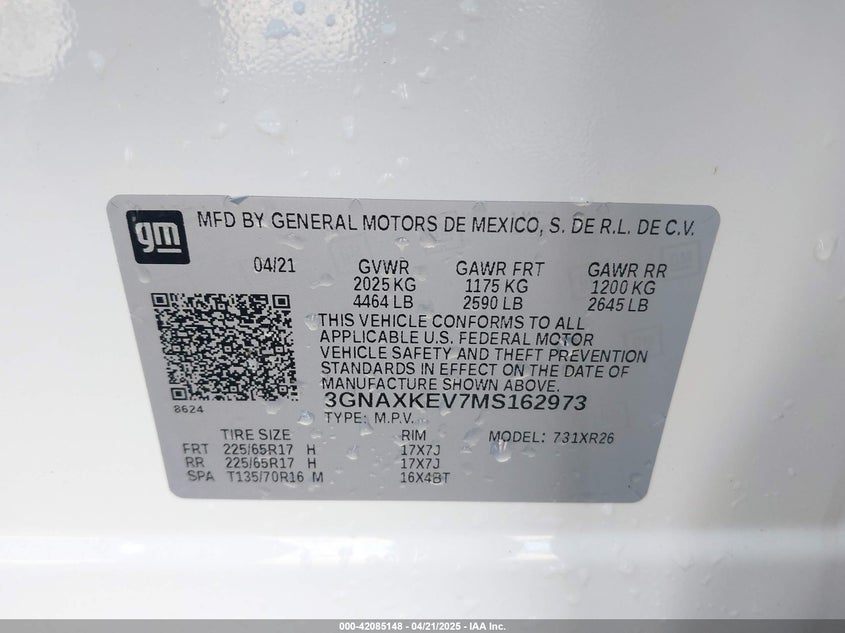 gm
MFD BY GENERAL MOTORS DE MEXICO, S. DE R.L. DE C.V.
04/21 GVWR GAWR FRT GAWR RR
2025 KG 1175 KG 1200 KG
4464 LB 2590 LB 2645 LB
THIS VEHICLE CONFORMS TO ALL
APPLICABLE U.S. FEDERAL MOTOR
VEHICLE SAFETY AND THEFT PREVENTION
STANDARDS IN EFFECT ON THE DATE OF
MANUFACTURE SHOWN ABOVE.
8624 3GNAXKEV7MS162973
TYPE: M.P.V.
TIRE SIZE RIM MODEL: 731XR26
FRT 225/65R17 H 17X7J
RR 225/65R17 H 17X7J
SPA T135/70R16 M 16X4BT
000-42085148 - 04/21/2025 - IAA Inc.